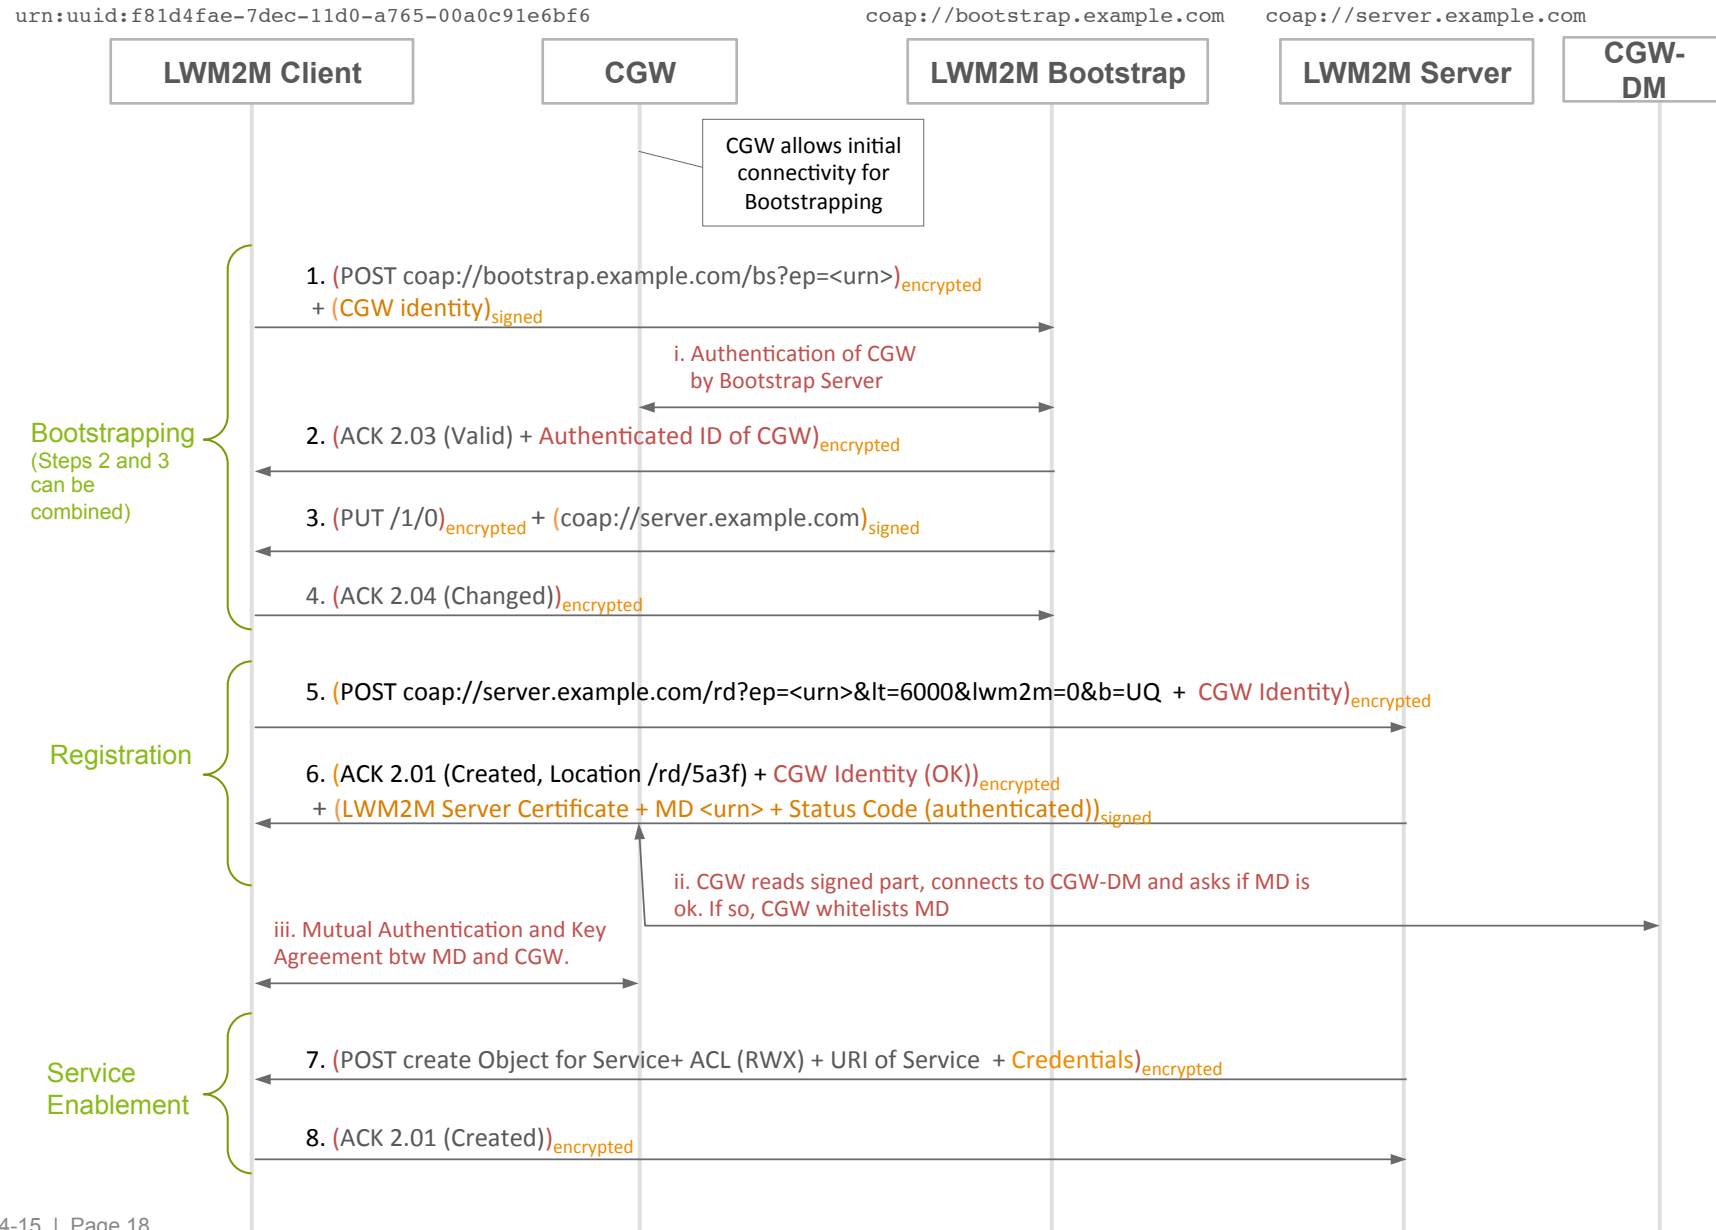 urn:uuid:f81d4fae-7dec-11d0-a765-00a0c91e6bf6
coap://bootstrap.example.com
coap://server.example.com
LWM2M Client
CGW
LWM2M Bootstrap
LWM2M Server
CGW-
DM
CGW allows initial
connectivity for
Bootstrapping
1. (POST coap://bootstrap.example.com/bs?ep=<urn>)encrypted
+ (CGW identity)signed
i. Authentication of CGW
by Bootstrap Server
Bootstrapping
(Steps 2 and 3
can be
combined)
2. (ACK 2.03 (Valid) + Authenticated ID of CGW)encrypted
3. (PUT /1/0)encrypted + (coap://server.example.com)signed
4. (ACK 2.04 (Changed))encrypted
Registration
5. (POST coap://server.example.com/rd?ep=<urn>&lt=6000&lwm2m=0&b=UQ + CGW Identity)encrypted
6. (ACK 2.01 (Created, Location /rd/5a3f) + CGW Identity (OK))encrypted
+ (LWM2M Server Certificate + MD <urn> + Status Code (authenticated))signed
ii. CGW reads signed part, connects to CGW-DM and asks if MD is
ok. If so, CGW whitelists MD
iii. Mutual Authentication and Key
Agreement btw MD and CGW.
Service
Enablement
7. (POST create Object for Service+ ACL (RWX) + URI of Service + Credentials)encrypted
8. (ACK 2.01 (Created))encrypted
4-15 | Page 18